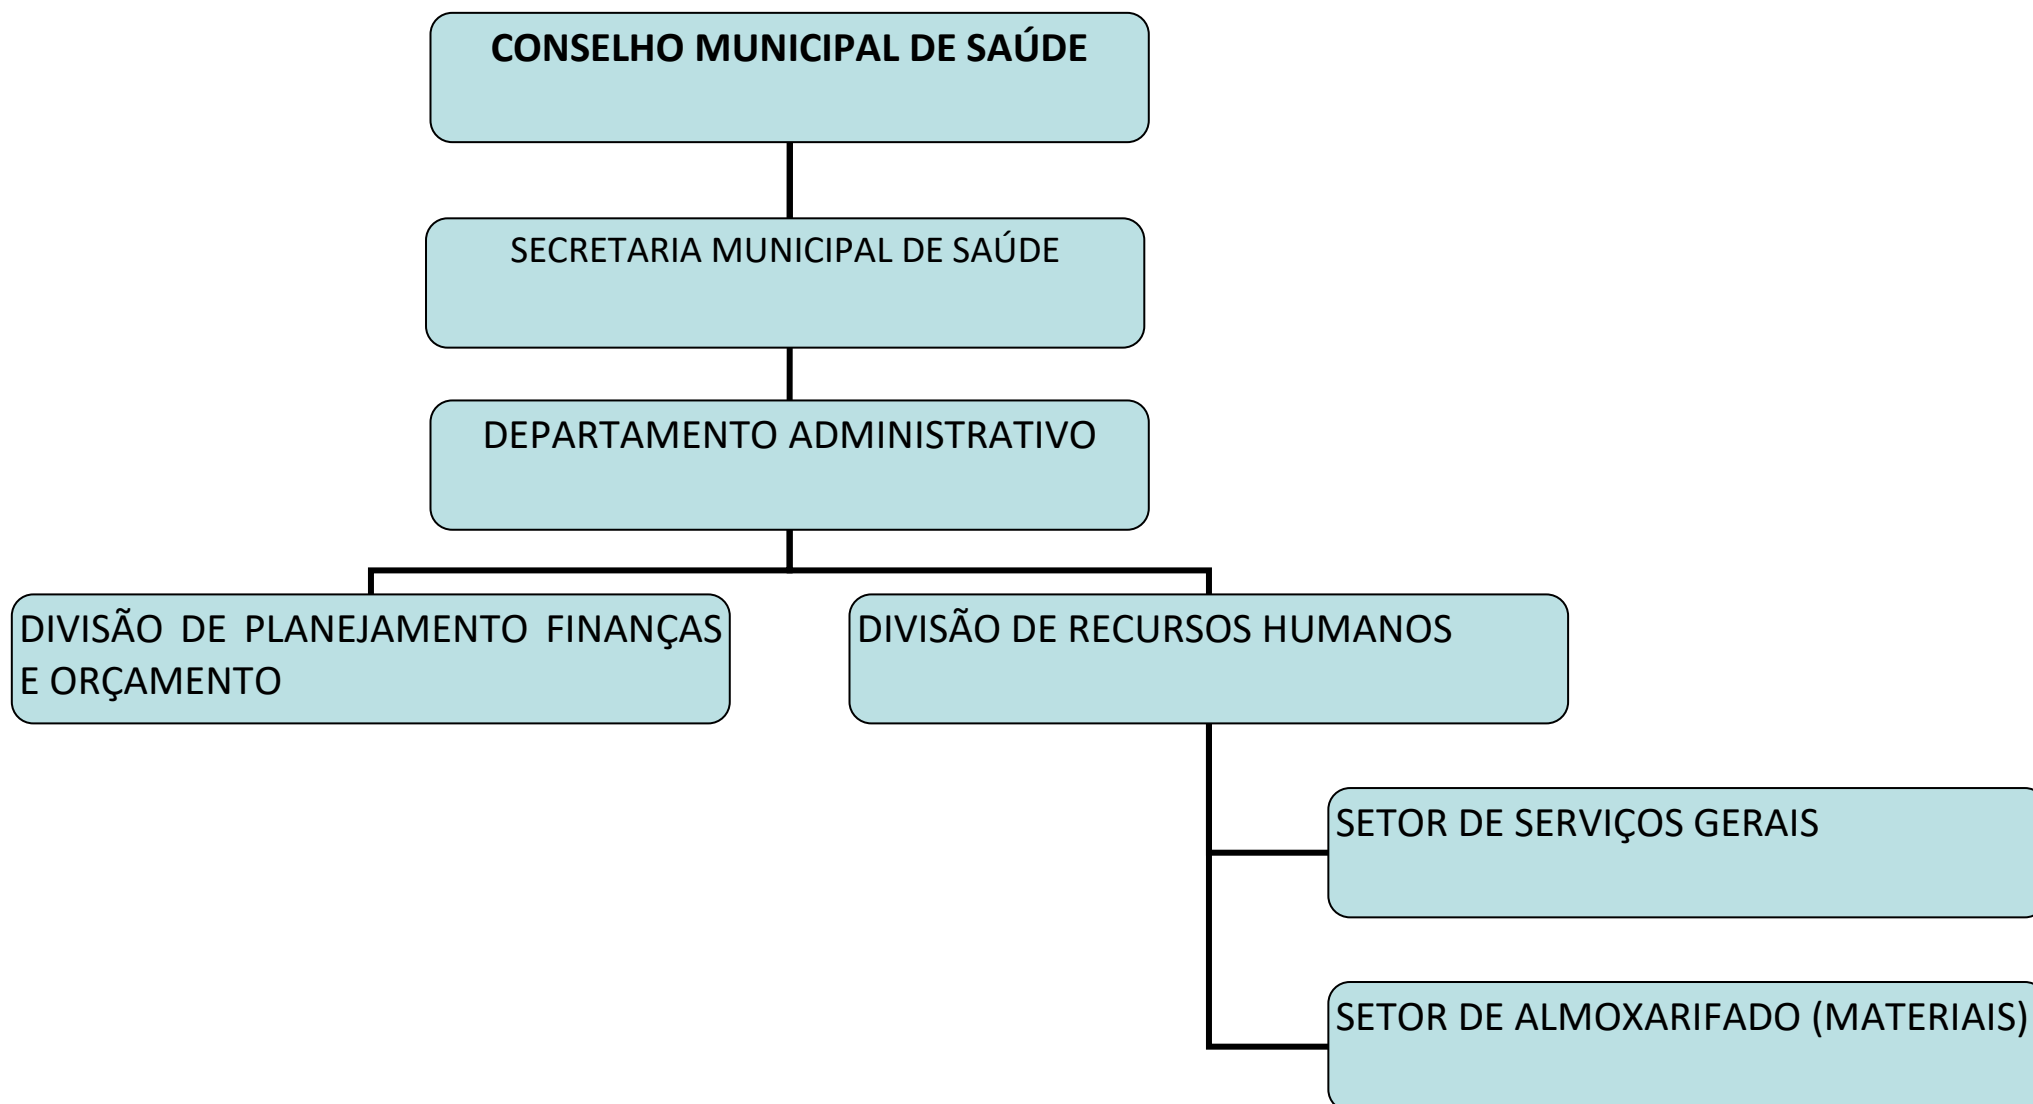 CONSELHO MUNICIPAL DE SAÚDE
SECRETARIA MUNICIPAL DE SAÚDE
DEPARTAMENTO ADMINISTRATIVO
DIVISÃO DE PLANEJAMENTO FINANÇAS
E ORÇAMENTO
DIVISÃO DE RECURSOS HUMANOS
SETOR DE SERVIÇOS GERAIS
SETOR DE ALMOXARIFADO (MATERIAIS)